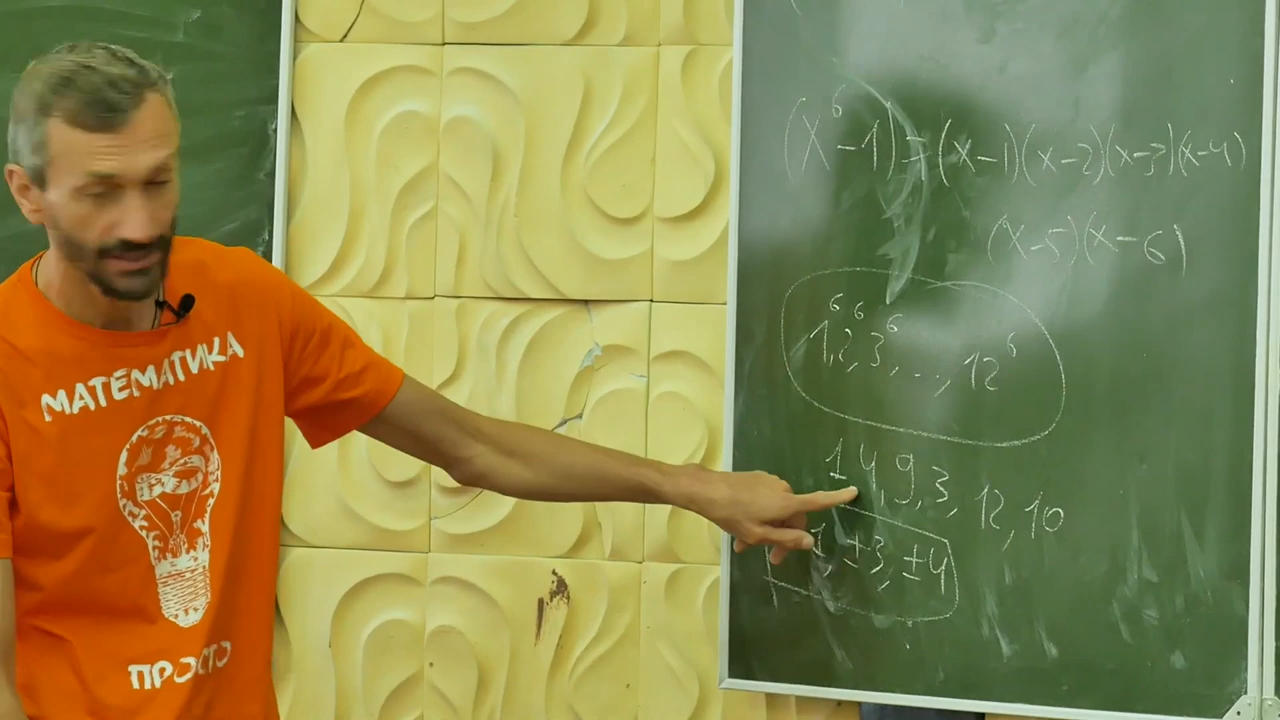 МАТЕМАТИКА
ПРОСТО
(x⁶-1)=(x-1)(x-2)(x-3)(x-4)
(x-5)(x-6)
1⁶,2⁶,3⁶,...,12⁶
1,4,9,3,12,10
1,±3,±4